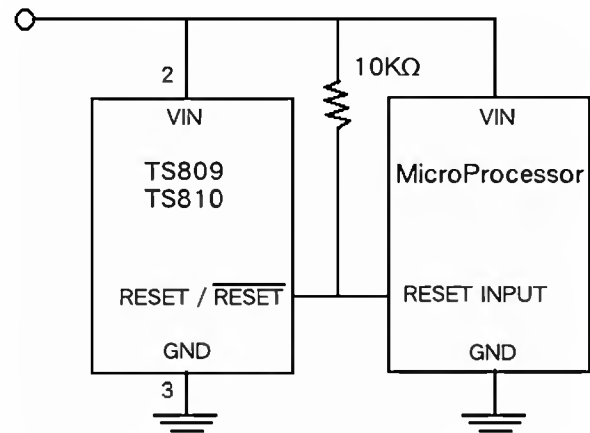 10KΩ
2
VIN
TS809
TS810
RESET / RESET
GND
3
VIN
MicroProcessor
RESET INPUT
GND